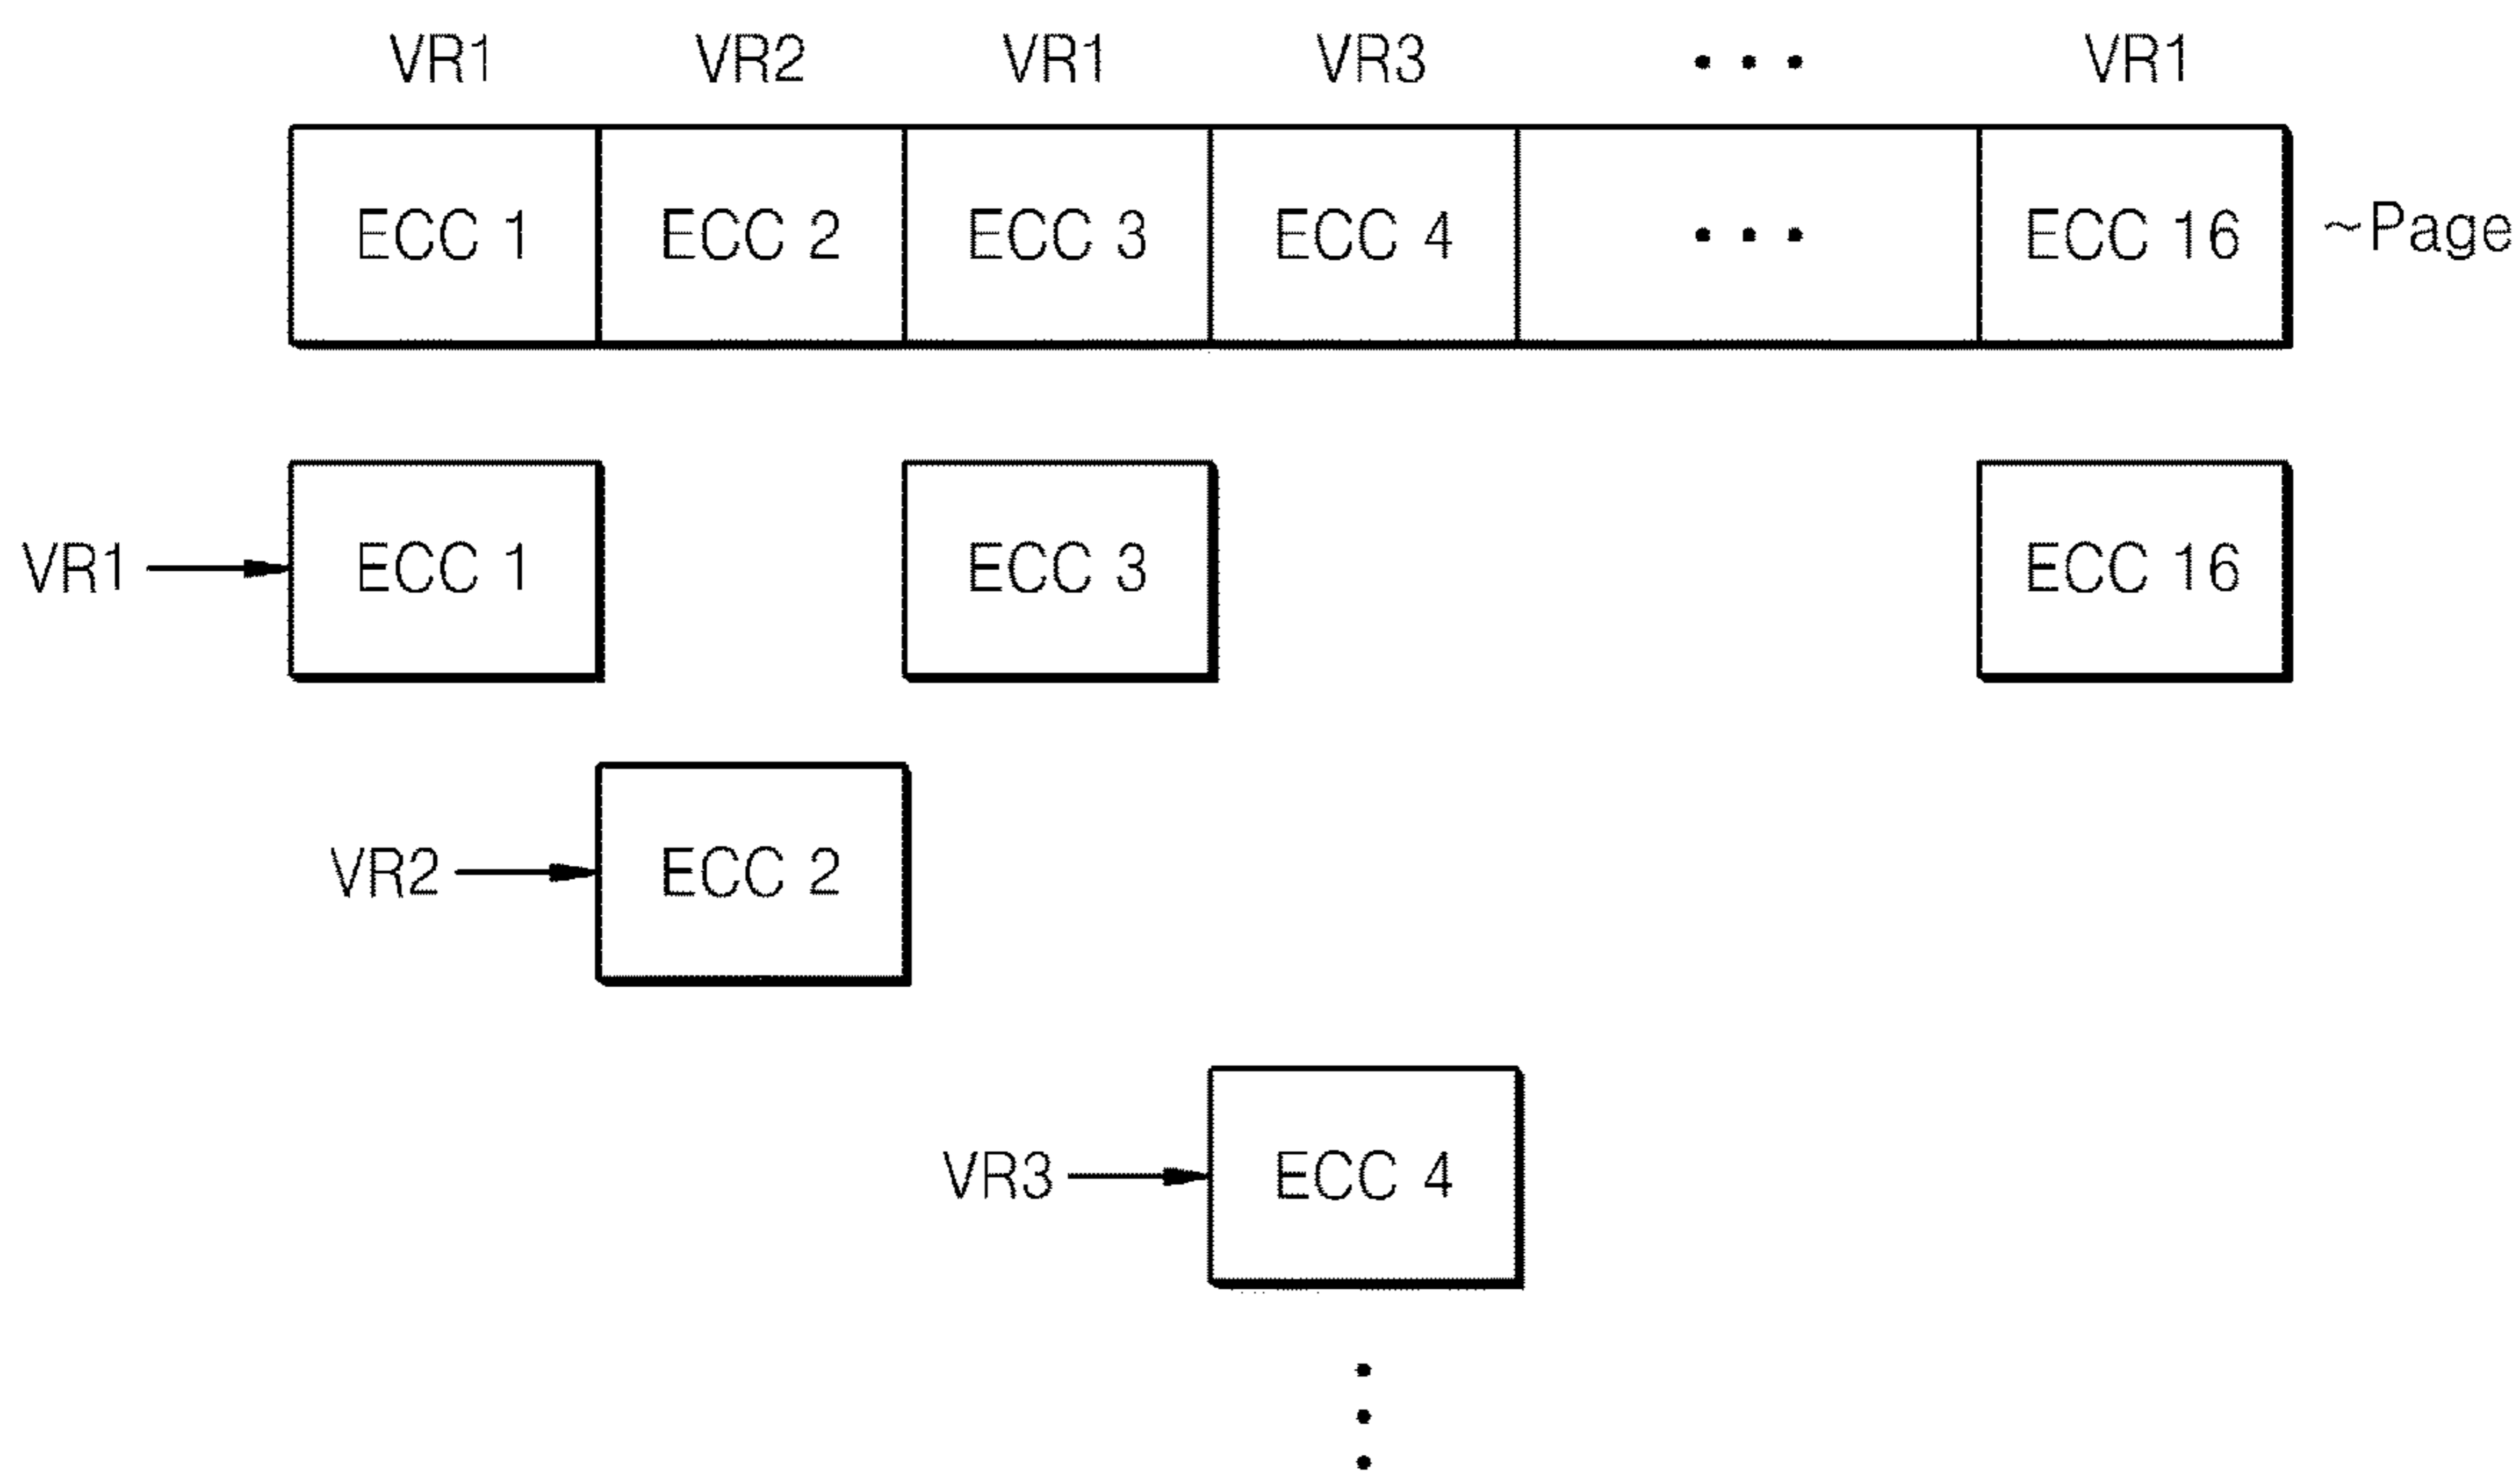 VR1 VR2 VR1 VR3 • • • VR1
ECC 1 ECC 2 ECC 3 ECC 4 • • • ECC 16 ~Page
VR1 ECC 1 ECC 3 ECC 16
VR2 ECC 2
VR3 ECC 4